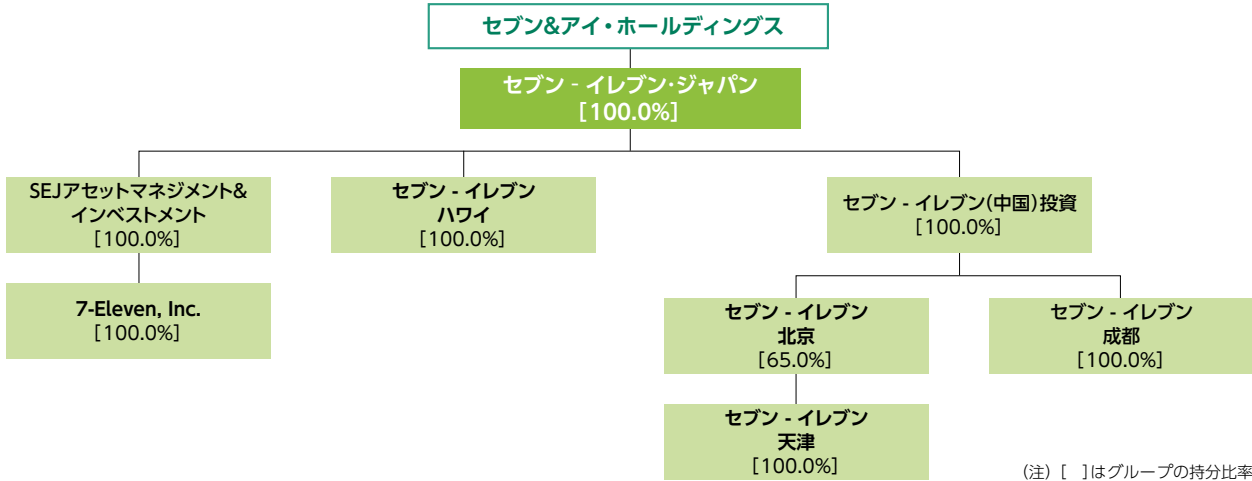 セブン&アイ・ホールディングス
セブン - イレブン・ジャパン
[100.0%]
SEJアセットマネジメント&
インベストメント
[100.0%]
セブン - イレブン
ハワイ
[100.0%]
セブン - イレブン(中国)投資
[100.0%]
7-Eleven, Inc.
[100.0%]
セブン - イレブン
北京
[65.0%]
セブン - イレブン
成都
[100.0%]
セブン - イレブン
天津
[100.0%]
(注) [ ]はグループの持分比率